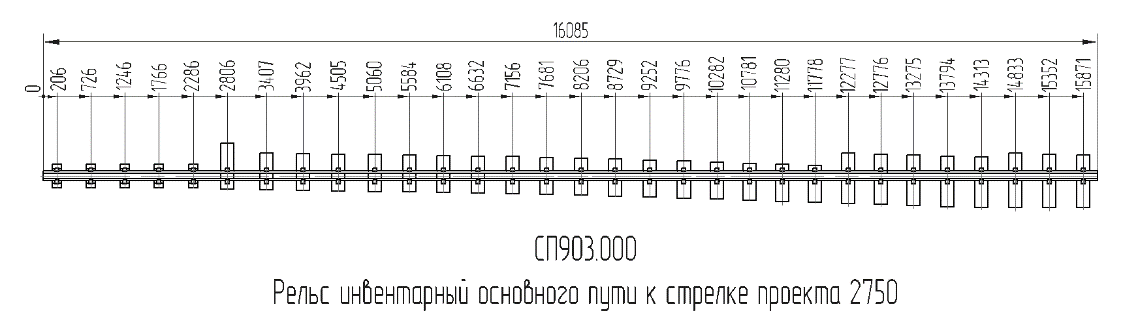 16085
0 206 726 1246 1766 2286 2806 3407 3962 4505 5060 5584 6108 6632 7156 7681 8206 8729 9252 9776 10282 10781 11280 11778 12277 12776 13275 13794 14313 14833 15352 15871
СП903.000
Рельс инвентарный основного пути к стрелке проекта 2750